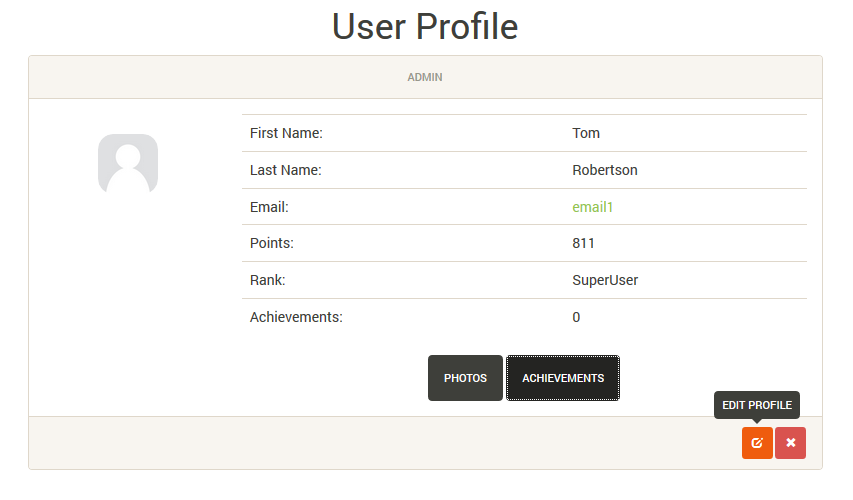 User Profile
ADMIN
First Name: Tom
Last Name: Robertson
Email: email1
Points: 811
Rank: SuperUser
Achievements: 0
PHOTOS ACHIEVEMENTS
EDIT PROFILE